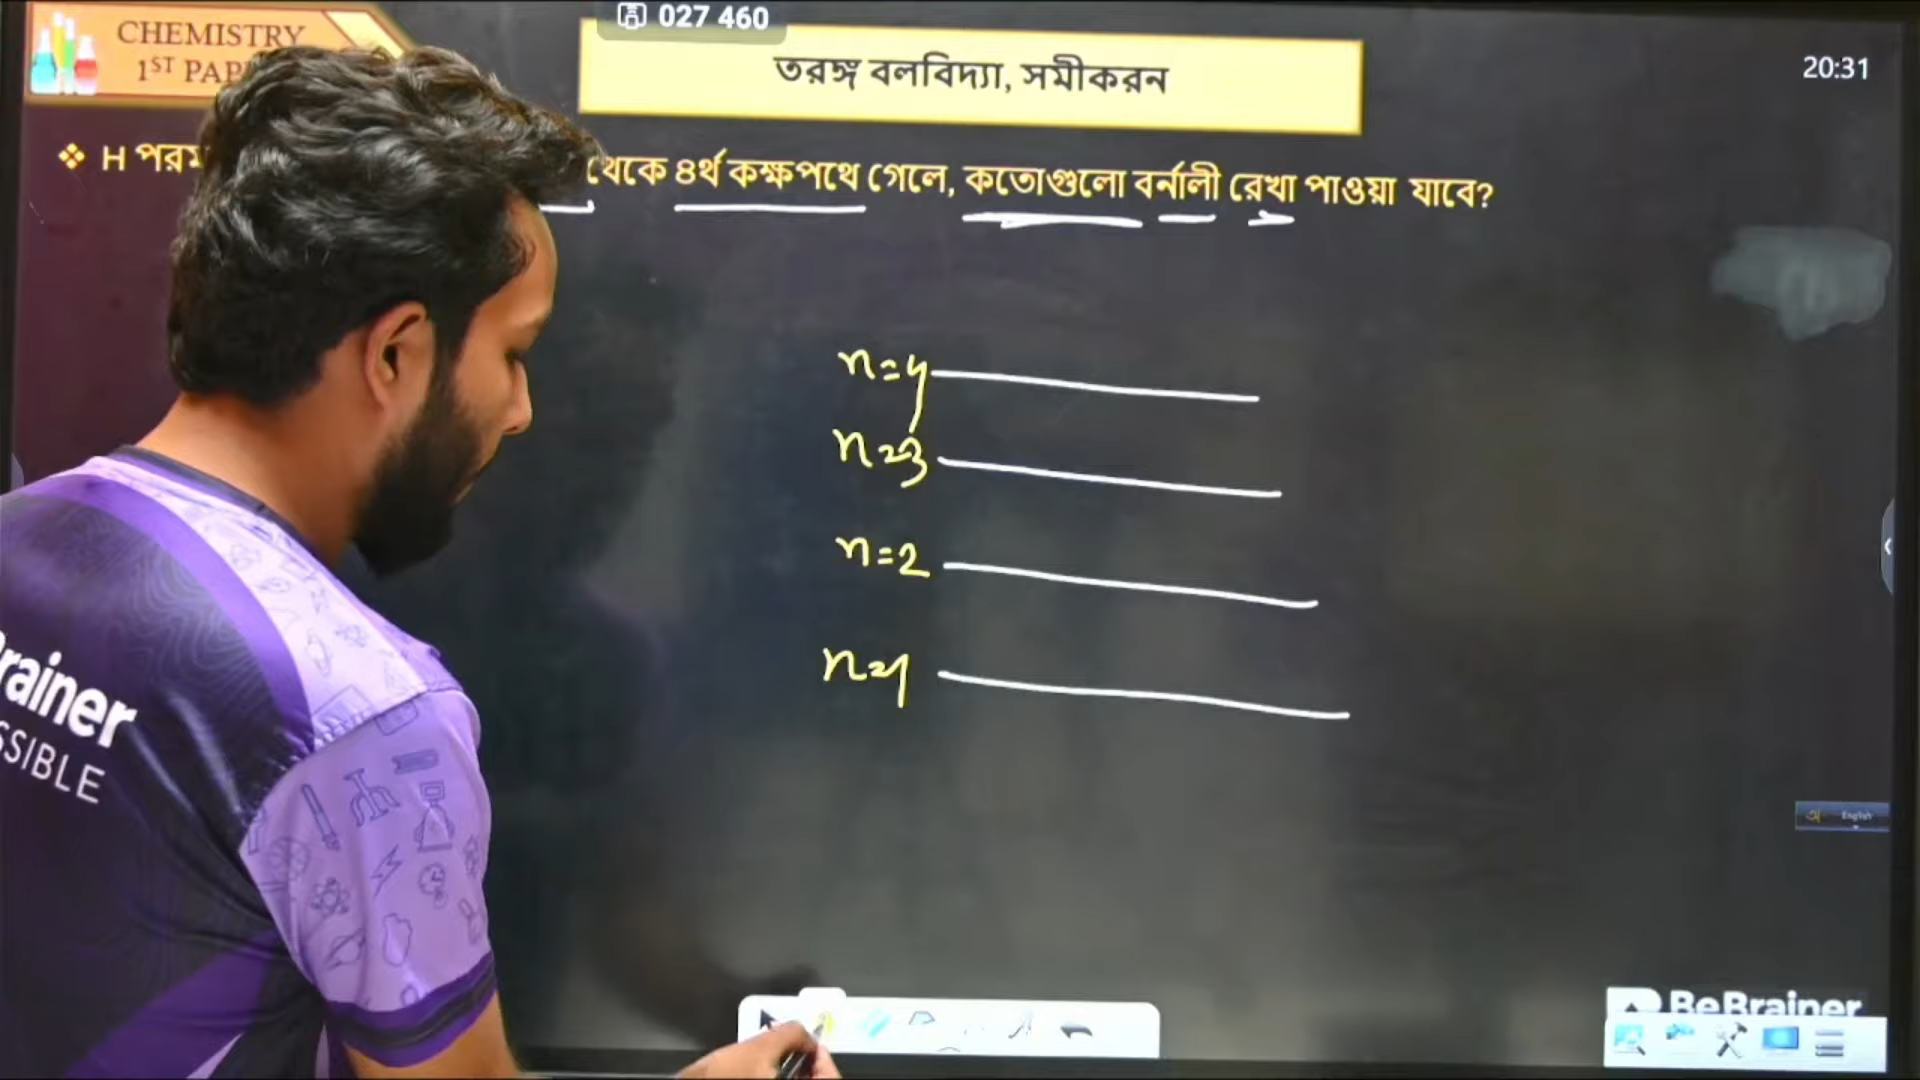 027 460
CHEMISTRY
1ST PAP
তরঙ্গ বলবিদ্যা, সমীকরন
20:31
❖ H পরম থেকে ৪র্থ কক্ষপথে গেলে, কতোগুলো বর্নালী রেখা পাওয়া যাবে?
n=4
n=3
n=2
n=1
rainer
SSIBLE
অ English
BeBrainer